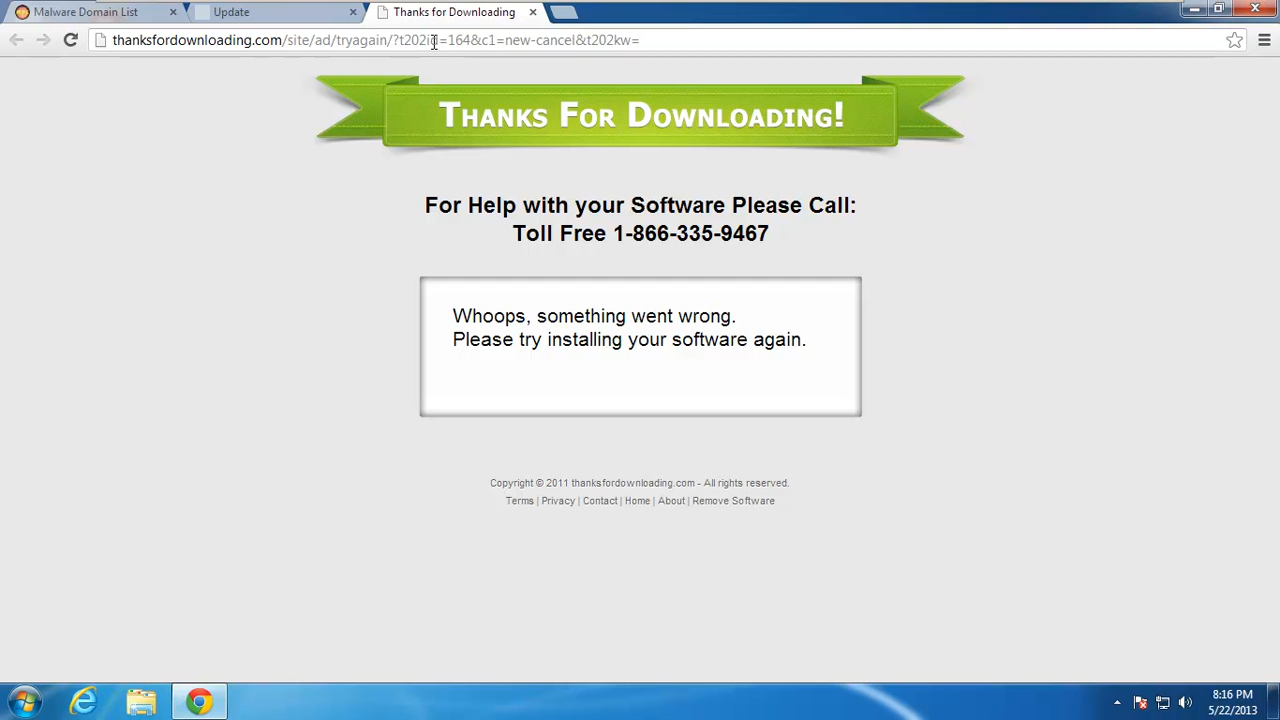 Malware Domain List
Update
Thanks for Downloading
thanksfordownloading.com/site/ad/tryagain/?t202id=164&c1=new-cancel&t202kw=
THANKS FOR DOWNLOADING!
For Help with your Software Please Call:
Toll Free 1-866-335-9467
Whoops, something went wrong.
Please try installing your software again.
Copyright © 2011 thanksfordownloading.com - All rights reserved.
Terms | Privacy | Contact | Home | About | Remove Software
8:16 PM
5/22/2013